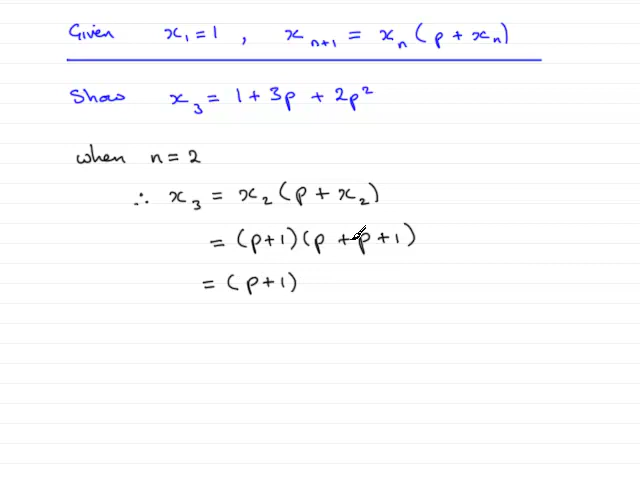 Given x₁ = 1 , xₙ₊₁ = xₙ ( p + xₙ )
Show x₃ = 1 + 3p + 2p²
when n = 2
∴ x₃ = x₂ ( p + x₂ )
= ( p + 1 ) ( p + p + 1 )
= ( p + 1 )